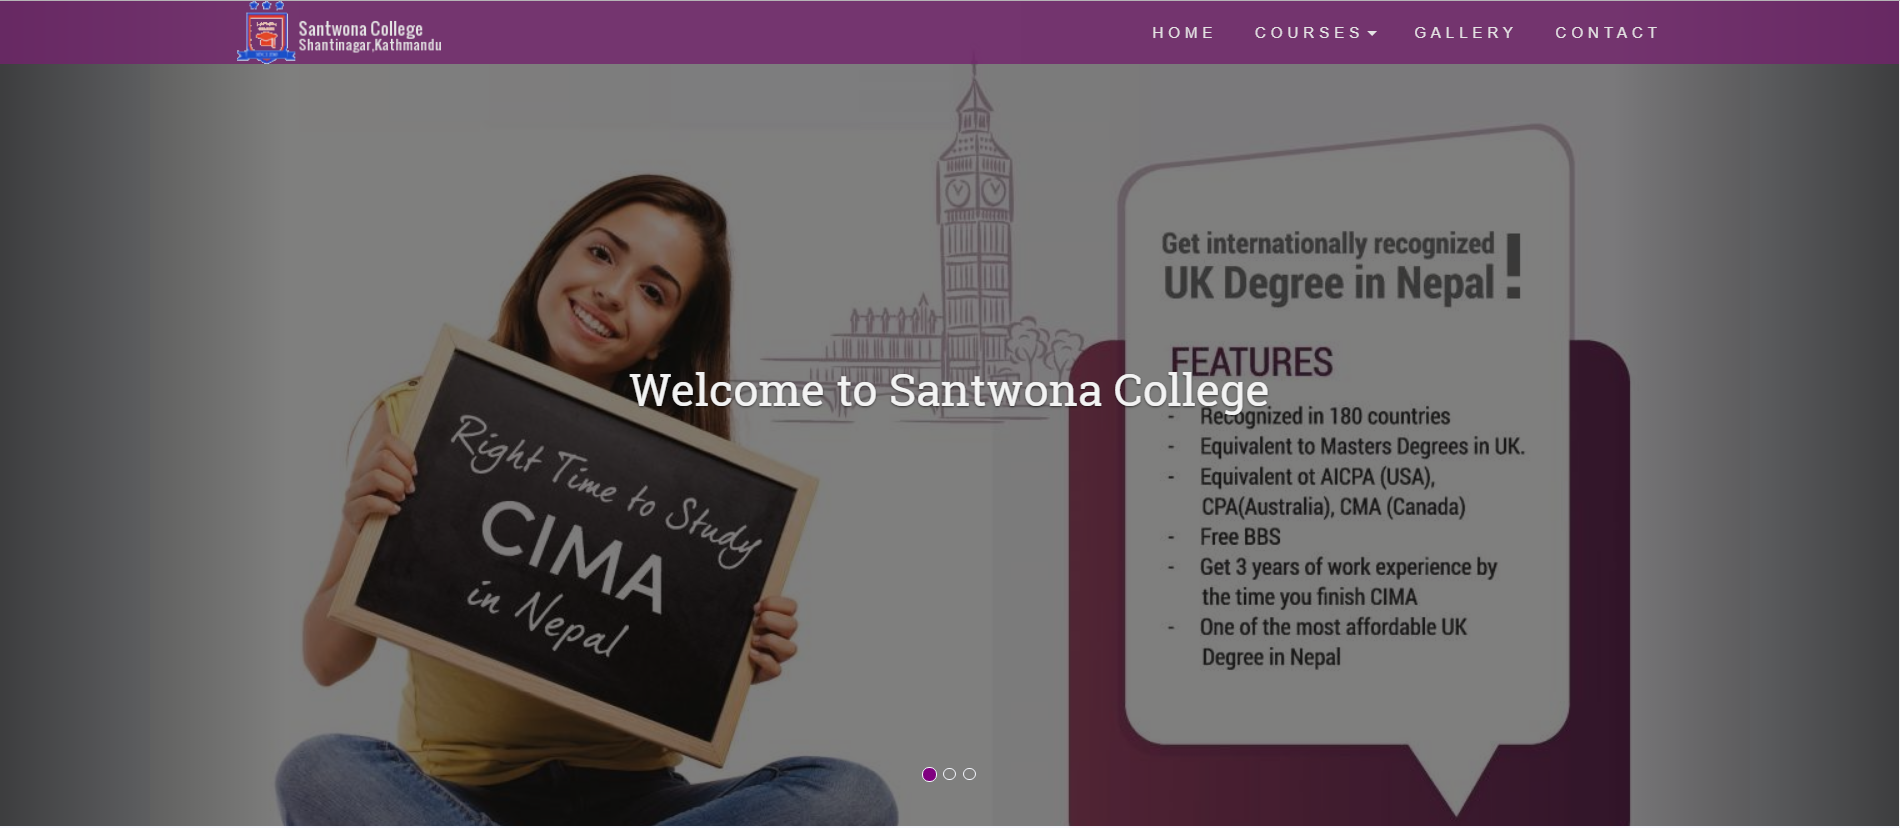 Santwona College
Shantinagar,Kathmandu
HOME
COURSES
GALLERY
CONTACT
Get internationally recognized
UK Degree in Nepal !
FEATURES
Welcome to Santwona College
- Recognized in 180 countries
- Equivalent to Masters Degrees in UK.
- Equivalent ot AICPA (USA),
CPA(Australia), CMA (Canada)
- Free BBS
- Get 3 years of work experience by
the time you finish CIMA
- One of the most affordable UK
Degree in Nepal
Right Time to Study
CIMA
in Nepal